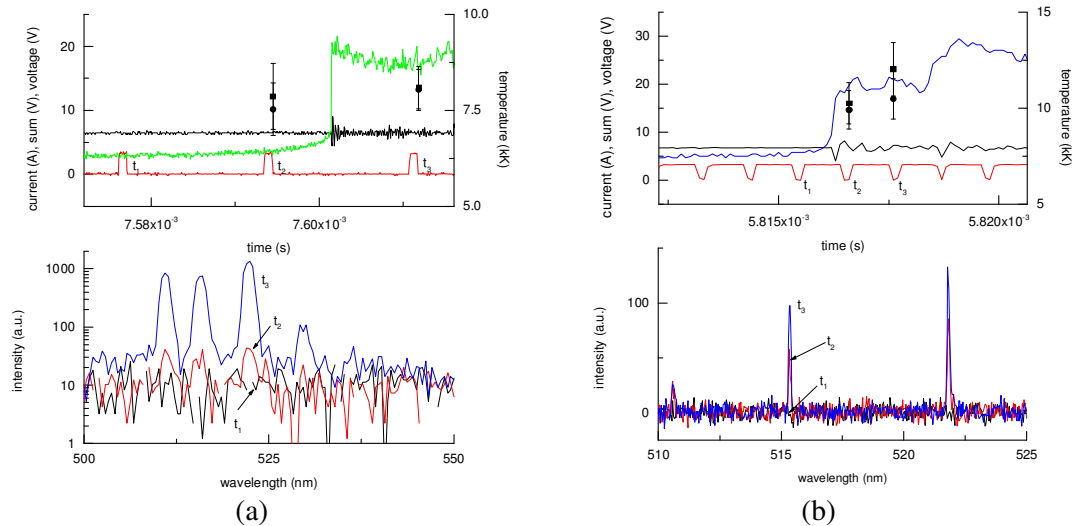 current (A), sum (V), voltage (V)
20
10
0
10.0
7.5
5.0
temperature (kK)
t1
t2
t3
7.58x10-3
7.60x10-3
time (s)
intensity (a.u.)
1000
100
10
1
t3
t2
t1
500
525
550
wavelength (nm)
(a)
current (A), sum (V), voltage (V)
30
20
10
0
15
10
5
temperature (kK)
t1
t2
t3
5.815x10-3
5.820x10-3
time (s)
intensity (a.u.)
100
0
t3
t2
t1
510
515
520
525
wavelength (nm)
(b)